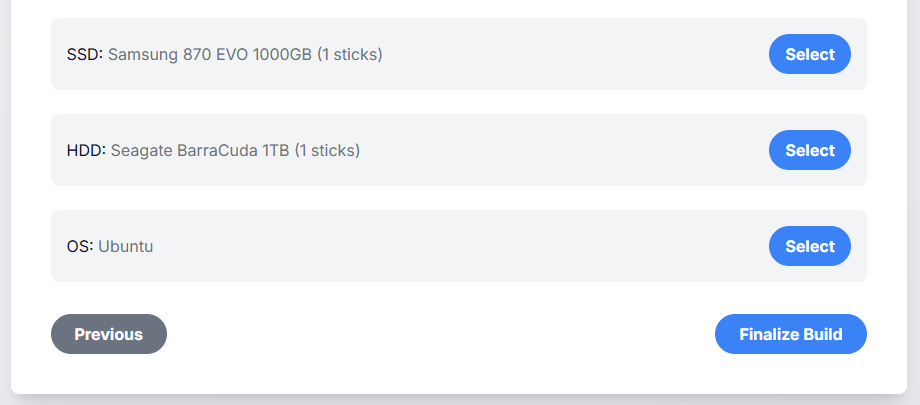 SSD: Samsung 870 EVO 1000GB (1 sticks)
Select
HDD: Seagate BarraCuda 1TB (1 sticks)
Select
OS: Ubuntu
Select
Previous
Finalize Build